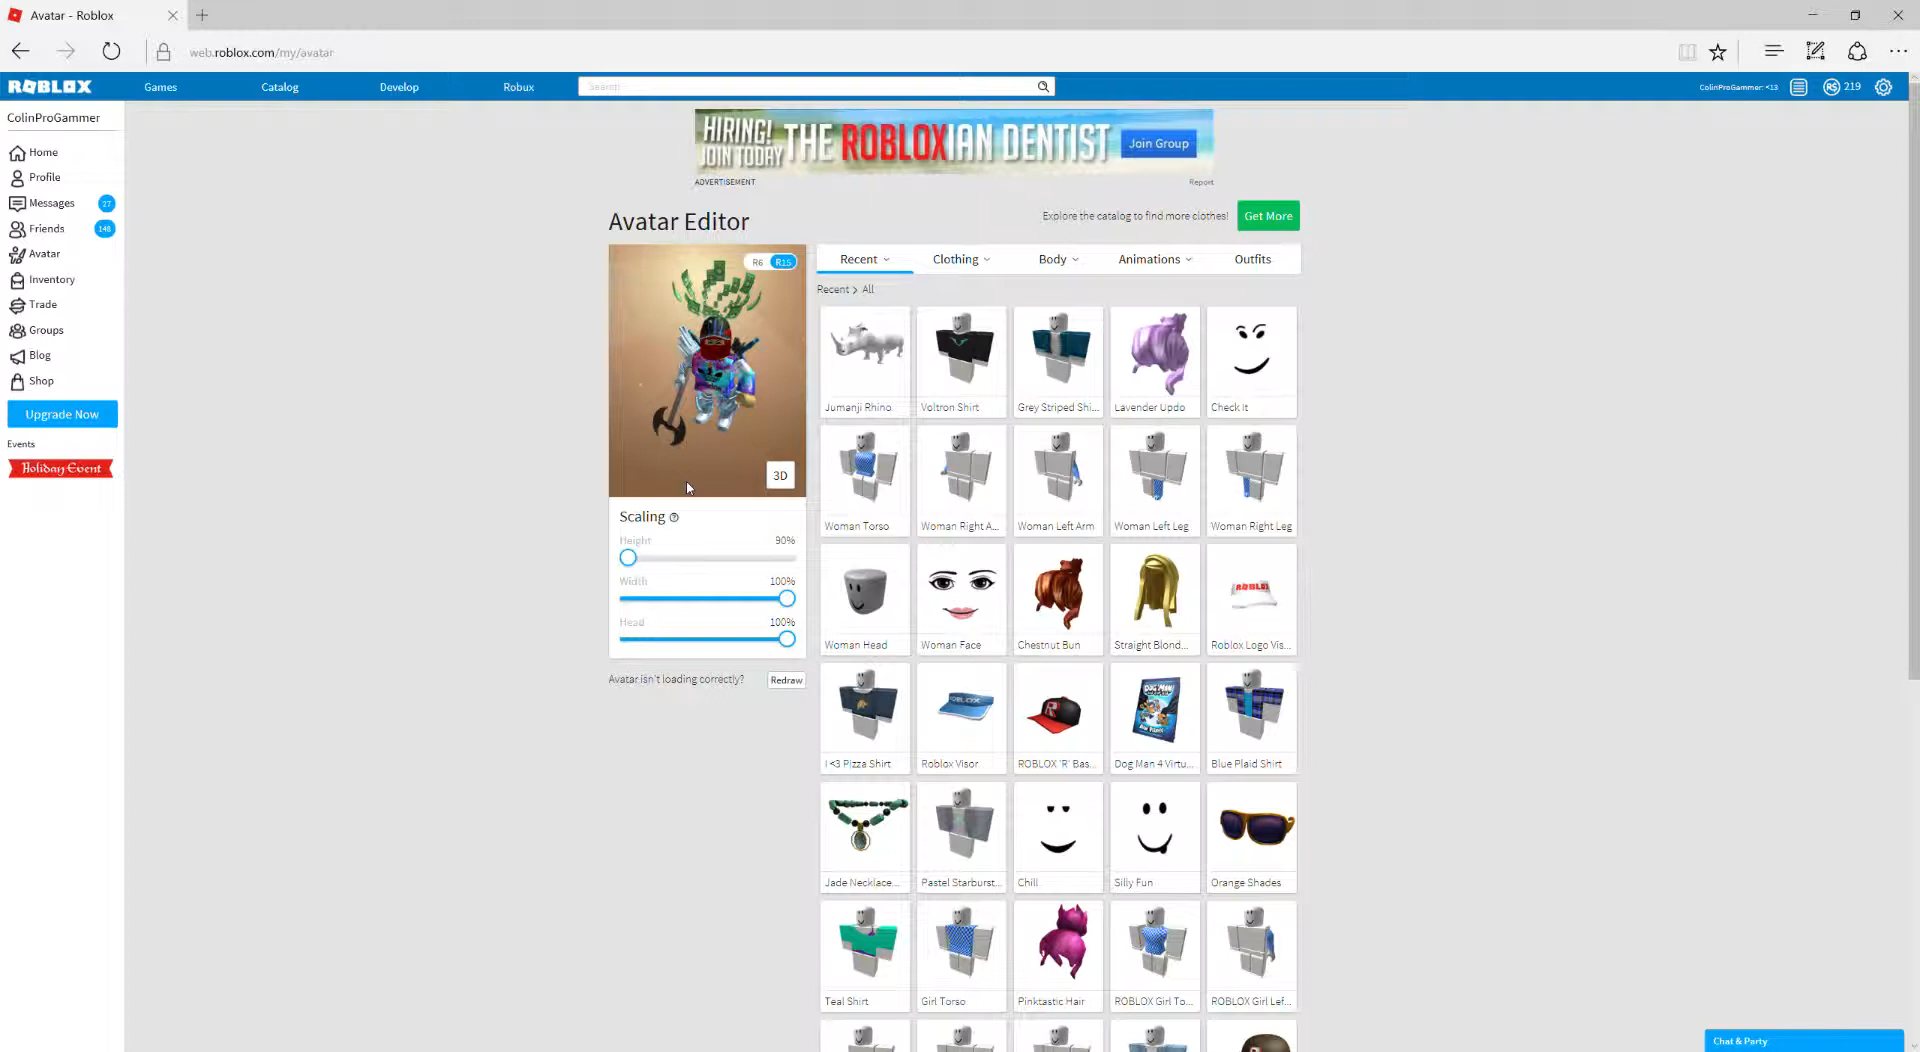 Avatar - Roblox
web.roblox.com/my/avatar
ROBLOX
Games
Catalog
Develop
Robux
Search
ColinProGammer: <13
R$ 219
ColinProGammer
Home
Profile
Messages
27
Friends
148
Avatar
Inventory
Trade
Groups
Blog
Shop
Upgrade Now
Events
Holiday Event
HIRING!
JOIN TODAY
THE ROBLOXIAN DENTIST
Join Group
ADVERTISEMENT
Report
Avatar Editor
Explore the catalog to find more clothes!
Get More
R6
R15
3D
Scaling
Height
90%
Width
100%
Head
100%
Avatar isn't loading correctly?
Redraw
Recent
Clothing
Body
Animations
Outfits
Recent > All
Jumanji Rhino
Voltron Shirt
Grey Striped Shi...
Lavender Updo
Check It
Woman Torso
Woman Right A...
Woman Left Arm
Woman Left Leg
Woman Right Leg
ROBLOX
Woman Head
Woman Face
Chestnut Bun
Straight Blond...
Roblox Logo Vis...
ROBLOX
R
DOG MAN
I <3 Pizza Shirt
Roblox Visor
ROBLOX 'R' Bas...
Dog Man 4 Virtu...
Blue Plaid Shirt
Jade Necklace...
Pastel Starburst...
Chill
Silly Fun
Orange Shades
Teal Shirt
Girl Torso
Pinktastic Hair
ROBLOX Girl To...
ROBLOX Girl Lef...
Chat & Party